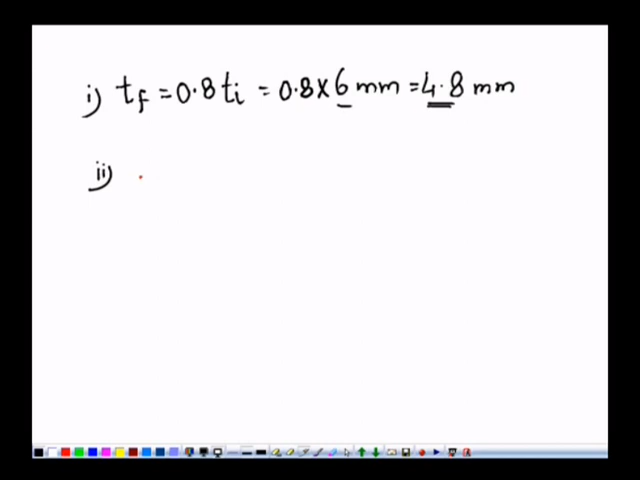 i) tf = 0.8 ti = 0.8 x 6 mm = 4.8 mm
ii)